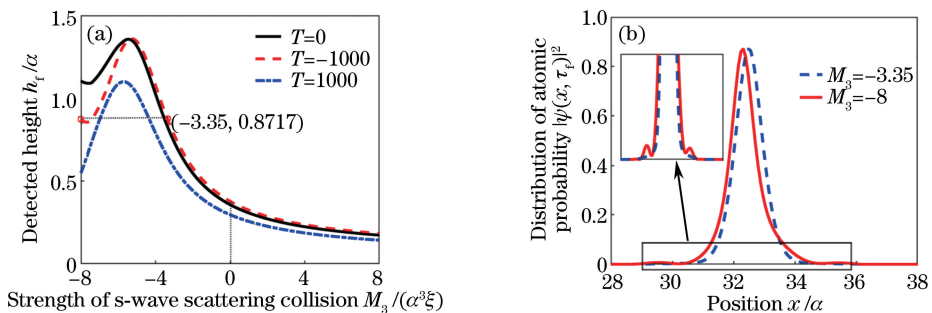 (a)
Detected height h_f/α
1.5
1.0
0.5
0
T=0
T=−1000
T=1000
(−3.35, 0.8717)
−8 −4 0 4 8
Strength of s-wave scattering collision M_3/(α^3ξ)
(b)
Distribution of atomic
probability |ψ(x, τ_f)|^2
1.0
0.8
0.6
0.4
0.2
0
M_3=−3.35
M_3=−8
28 30 32 34 36 38
Position x/α